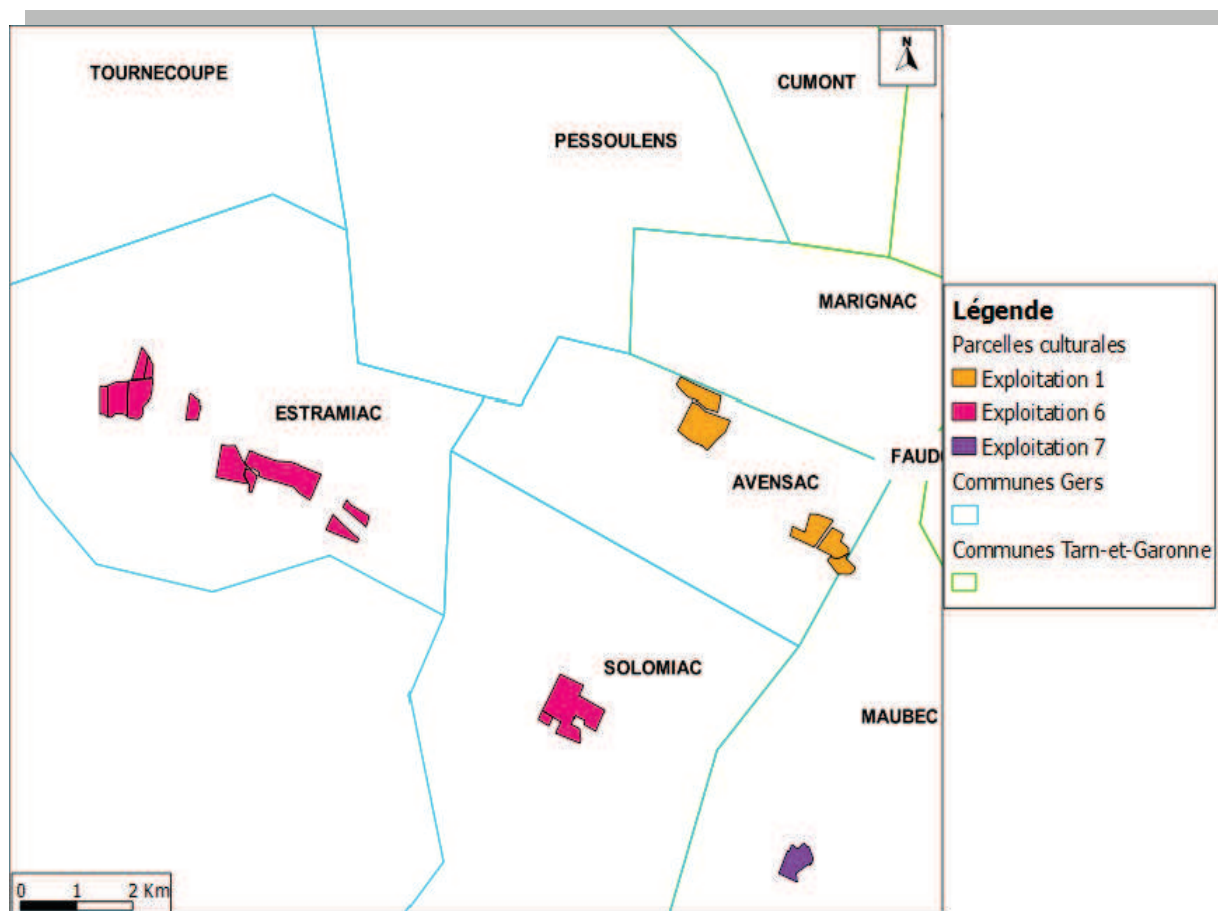 N
TOURNECOUPE
CUMONT
PESSOULENS
MARIGNAC
ESTRAMIAC
AVENSAC
FAUD
SOLOMIAC
MAUBEC
0 1 2 Km
Légende
Parcelles culturales
Exploitation 1
Exploitation 6
Exploitation 7
Communes Gers
Communes Tarn-et-Garonne